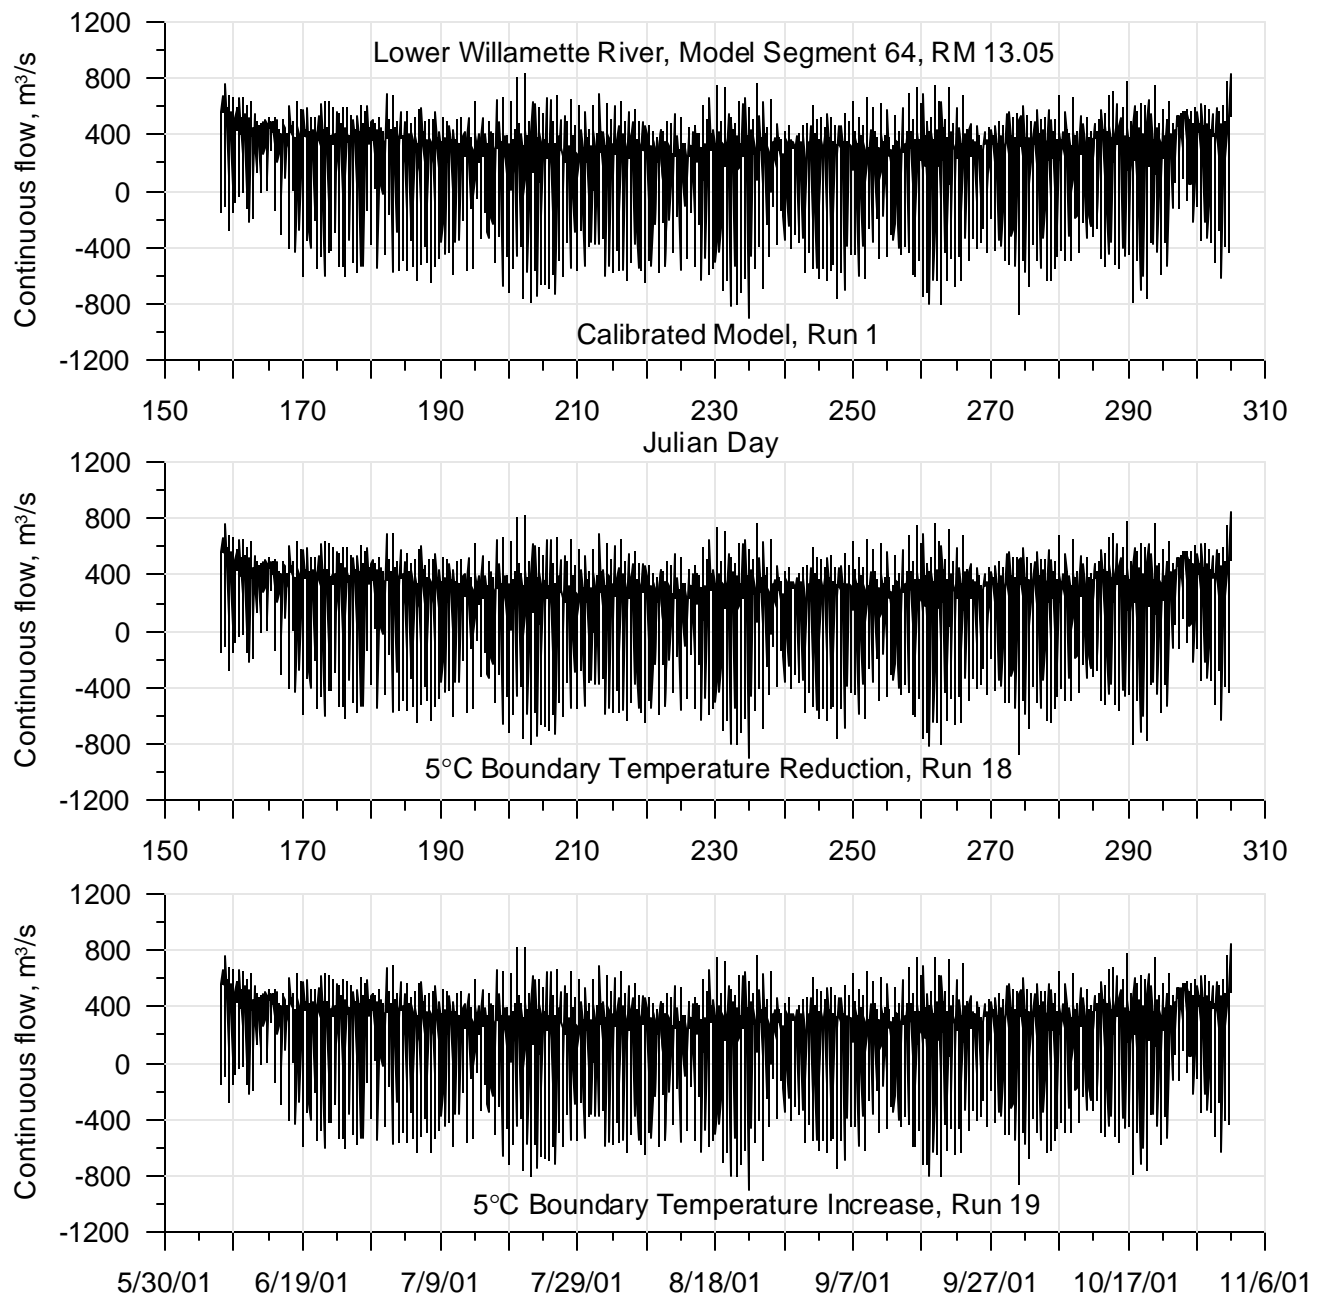 1200
Lower Willamette River, Model Segment 64, RM 13.05
800
400
0
-400
-800
Calibrated Model, Run 1
-1200
Continuous flow, m³/s
150 170 190 210 230 250 270 290 310
Julian Day
1200
800
400
0
-400
-800
5°C Boundary Temperature Reduction, Run 18
-1200
Continuous flow, m³/s
150 170 190 210 230 250 270 290 310
1200
800
400
0
-400
-800
5°C Boundary Temperature Increase, Run 19
-1200
Continuous flow, m³/s
5/30/01 6/19/01 7/9/01 7/29/01 8/18/01 9/7/01 9/27/01 10/17/01 11/6/01